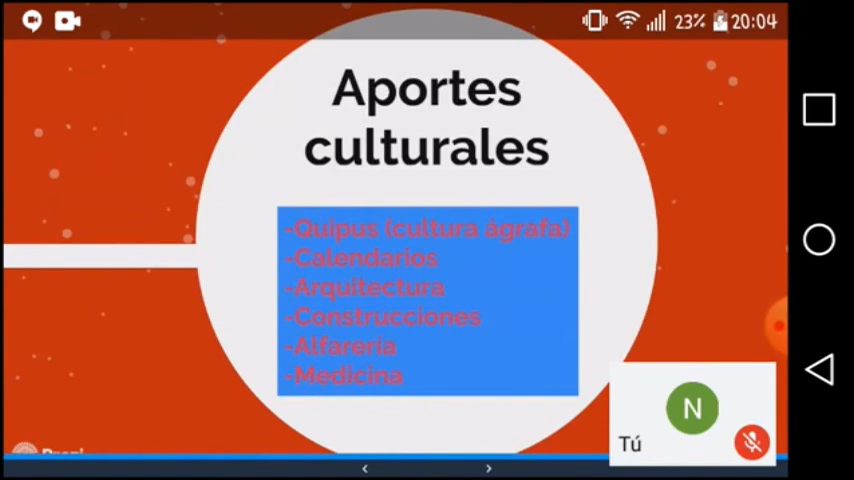 23% 20:04
Aportes
culturales
-Quipus (cultura ágrafa)
-Calendarios
-Arquitectura
-Construcciones
-Alfarería
-Medicina
N
Tú